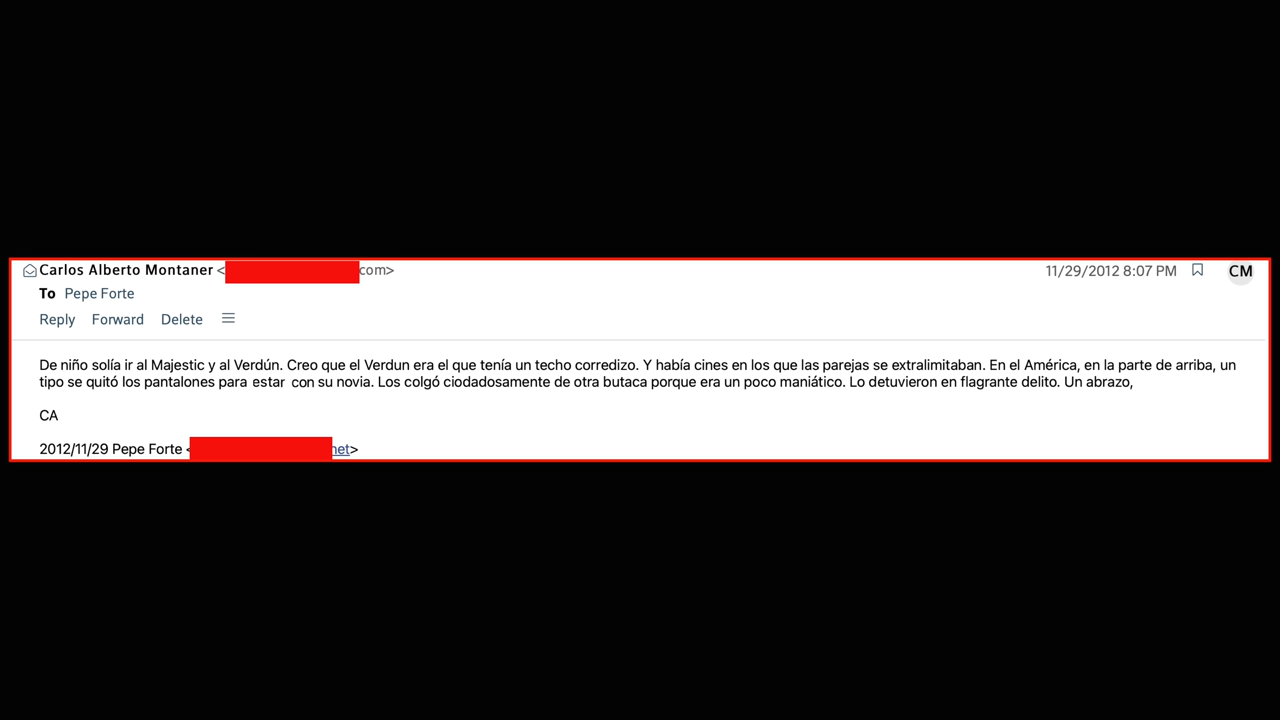 Carlos Alberto Montaner < com> 11/29/2012 8:07 PM CM
To Pepe Forte
Reply Forward Delete
De niño solía ir al Majestic y al Verdún. Creo que el Verdun era el que tenía un techo corredizo. Y había cines en los que las parejas se extralimitaban. En el América, en la parte de arriba, un
tipo se quitó los pantalones para estar con su novia. Los colgó ciodadosamente de otra butaca porque era un poco maniático. Lo detuvieron en flagrante delito. Un abrazo,
CA
2012/11/29 Pepe Forte < net>